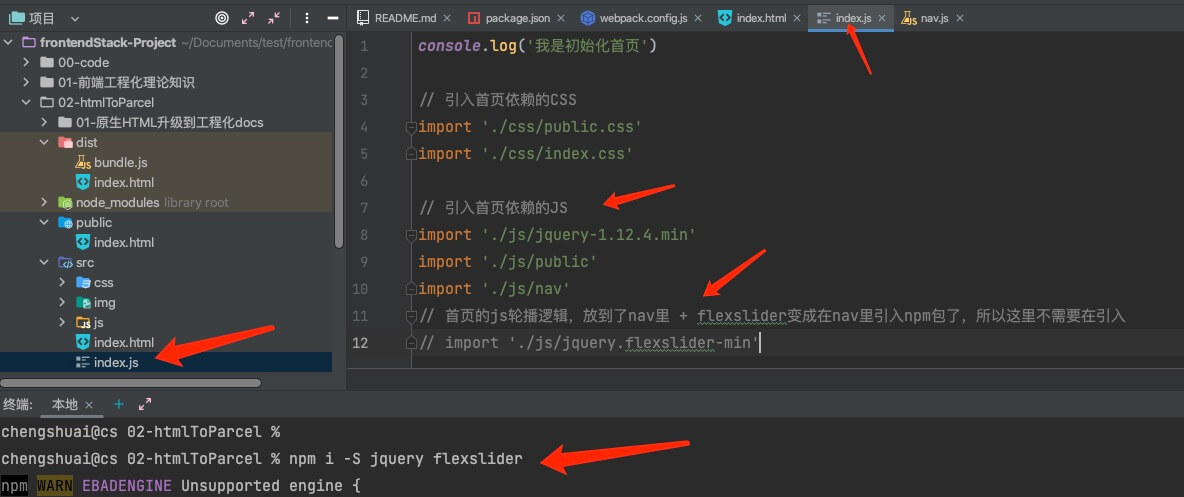 项目
README.md
package.json
webpack.config.js
index.html
index.js
nav.js
frontendStack-Project ~/Documents/test/frontend
00-code
01-前端工程化理论知识
02-htmlToParcel
01-原生HTML升级到工程化docs
dist
bundle.js
index.html
node_modules library root
public
index.html
src
css
img
js
index.html
index.js
1 console.log('我是初始化首页')
2
3 // 引入首页依赖的CSS
4 import './css/public.css'
5 import './css/index.css'
6
7 // 引入首页依赖的JS
8 import './js/jquery-1.12.4.min'
9 import './js/public'
10 import './js/nav'
11 // 首页的js轮播逻辑，放到了nav里 + flexslider变成在nav里引入npm包了，所以这里不需要在引入
12 // import './js/jquery.flexslider-min'
终端: 本地
chengshuai@cs 02-htmlToParcel %
chengshuai@cs 02-htmlToParcel % npm i -S jquery flexslider
npm WARN EBADENGINE Unsupported engine {